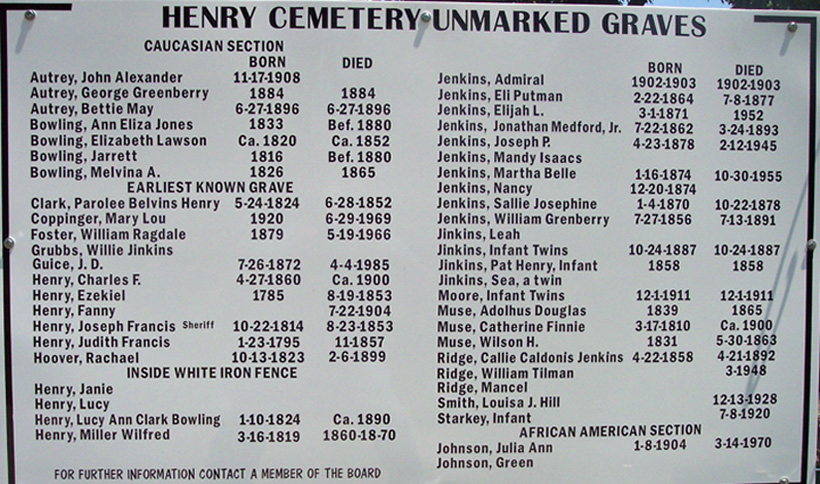 HENRY CEMETERY UNMARKED GRAVES
CAUCASIAN SECTION
BORN DIED
Autrey, John Alexander 11-17-1908
Autrey, George Greenberry 1884 1884
Autrey, Bettie May 6-27-1896 6-27-1896
Bowling, Ann Eliza Jones 1833 Bef. 1880
Bowling, Elizabeth Lawson Ca. 1820 Ca. 1852
Bowling, Jarrett 1816 Bef. 1880
Bowling, Melvina A. 1826 1865
EARLIEST KNOWN GRAVE
Clark, Parolee Belvins Henry 5-24-1824 6-28-1852
Coppinger, Mary Lou 1920 6-29-1969
Foster, William Ragdale 1879 5-19-1966
Grubbs, Willie Jinkins
Guice, J. D. 7-26-1872 4-4-1985
Henry, Charles F. 4-27-1860 Ca. 1900
Henry, Ezekiel 1785 8-19-1853
Henry, Fanny 7-22-1904
Henry, Joseph Francis Sheriff 10-22-1814 8-23-1853
Henry, Judith Francis 1-23-1795 11-1857
Hoover, Rachael 10-13-1823 2-6-1899
INSIDE WHITE IRON FENCE
Henry, Janie
Henry, Lucy
Henry, Lucy Ann Clark Bowling 1-10-1824 Ca. 1890
Henry, Miller Wilfred 3-16-1819 1860-18-70
FOR FURTHER INFORMATION CONTACT A MEMBER OF THE BOARD
BORN DIED
Jenkins, Admiral 1902-1903 1902-1903
Jenkins, Eli Putman 2-22-1864 7-8-1877
Jenkins, Elijah L. 3-1-1871 1952
Jenkins, Jonathan Medford, Jr. 7-22-1862 3-24-1893
Jenkins, Joseph P. 4-23-1878 2-12-1945
Jenkins, Mandy Isaacs
Jenkins, Martha Belle 1-16-1874 10-30-1955
Jenkins, Nancy 12-20-1874
Jenkins, Sallie Josephine 1-4-1870 10-22-1878
Jenkins, William Grenberry 7-27-1856 7-13-1891
Jinkins, Leah
Jinkins, Infant Twins 10-24-1887 10-24-1887
Jinkins, Pat Henry, Infant 1858 1858
Jinkins, Sea, a twin
Moore, Infant Twins 12-1-1911 12-1-1911
Muse, Adolhus Douglas 1839 1865
Muse, Catherine Finnie 3-17-1810 Ca. 1900
Muse, Wilson H. 1831 5-30-1863
Ridge, Callie Caldonis Jenkins 4-22-1858 4-21-1892
Ridge, William Tilman 3-1948
Ridge, Mancel
Smith, Louisa J. Hill 12-13-1928
Starkey, Infant 7-8-1920
AFRICAN AMERICAN SECTION
Johnson, Julia Ann 1-8-1904 3-14-1970
Johnson, Green